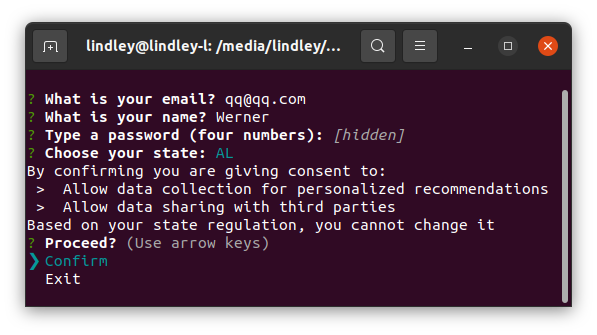 lindley@lindley-l: /media/lindley/...
? What is your email? qq@qq.com
? What is your name? Werner
? Type a password (four numbers): [hidden]
? Choose your state: AL
By confirming you are giving consent to:
 >  Allow data collection for personalized recommendations
 >  Allow data sharing with third parties
Based on your state regulation, you cannot change it
? Proceed? (Use arrow keys)
❯ Confirm
  Exit